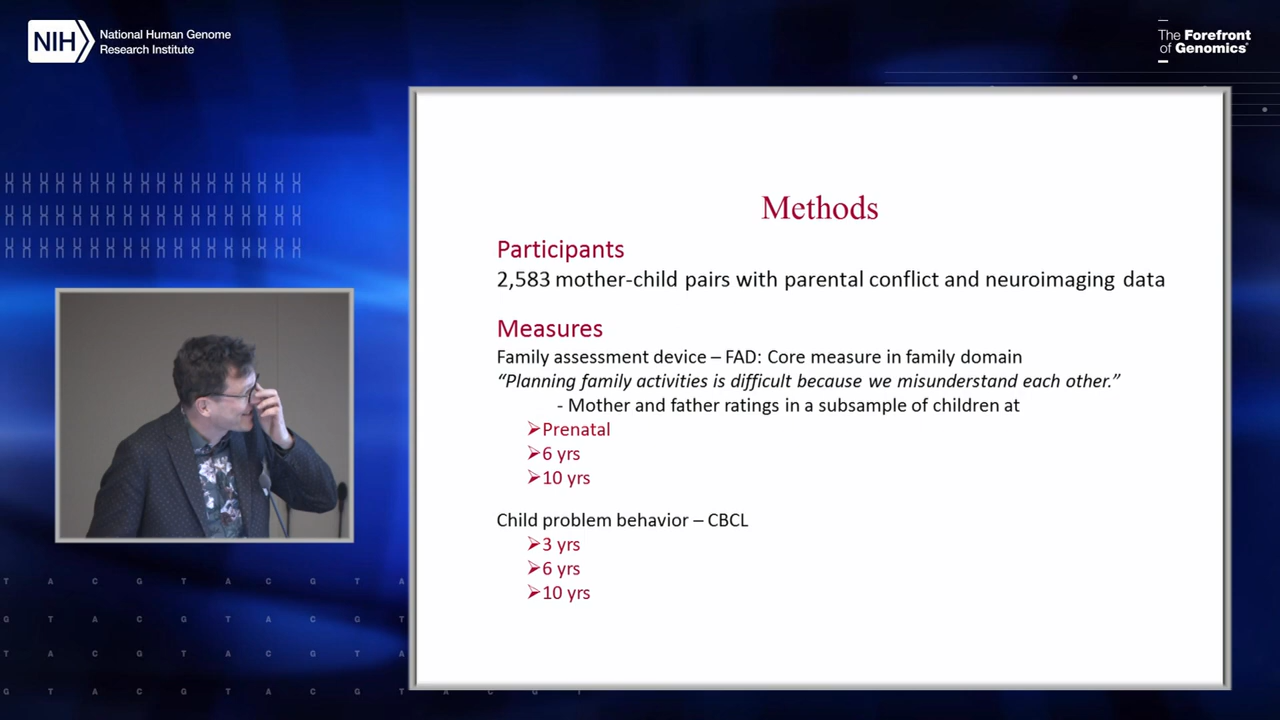 NIH
National Human Genome
Research Institute
The Forefront
of Genomics®
Methods
Participants
2,583 mother-child pairs with parental conflict and neuroimaging data
Measures
Family assessment device – FAD: Core measure in family domain
“Planning family activities is difficult because we misunderstand each other.”
- Mother and father ratings in a subsample of children at
➢Prenatal
➢6 yrs
➢10 yrs
Child problem behavior – CBCL
➢3 yrs
➢6 yrs
➢10 yrs
T A C G T A C G T A
G T A C G T A C G T
T A C G T A C G T A
G T A C G T A C G T A C G T